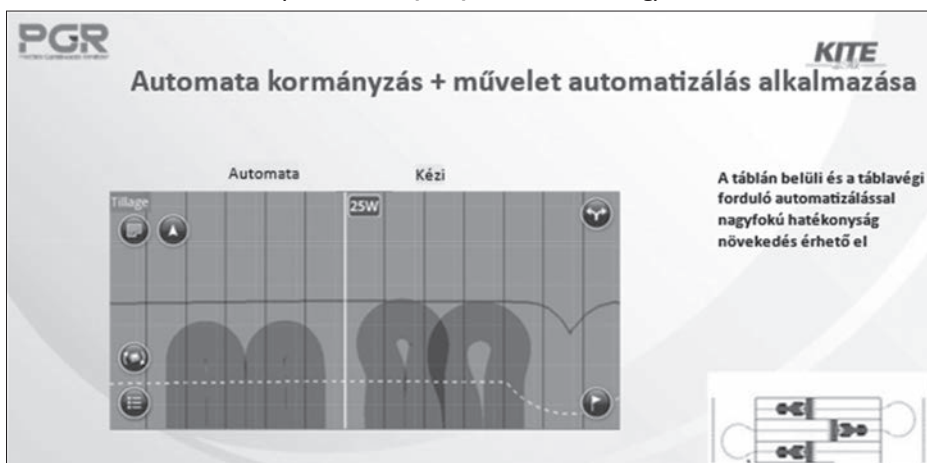 PGR
KITE
Automata kormányzás + művelet automatizálás alkalmazása
Automata
Kézi
Tillage
25W
A táblán belüli és a táblavégi
forduló automatizálással
nagyfokú hatékonyság
növekedés érhető el